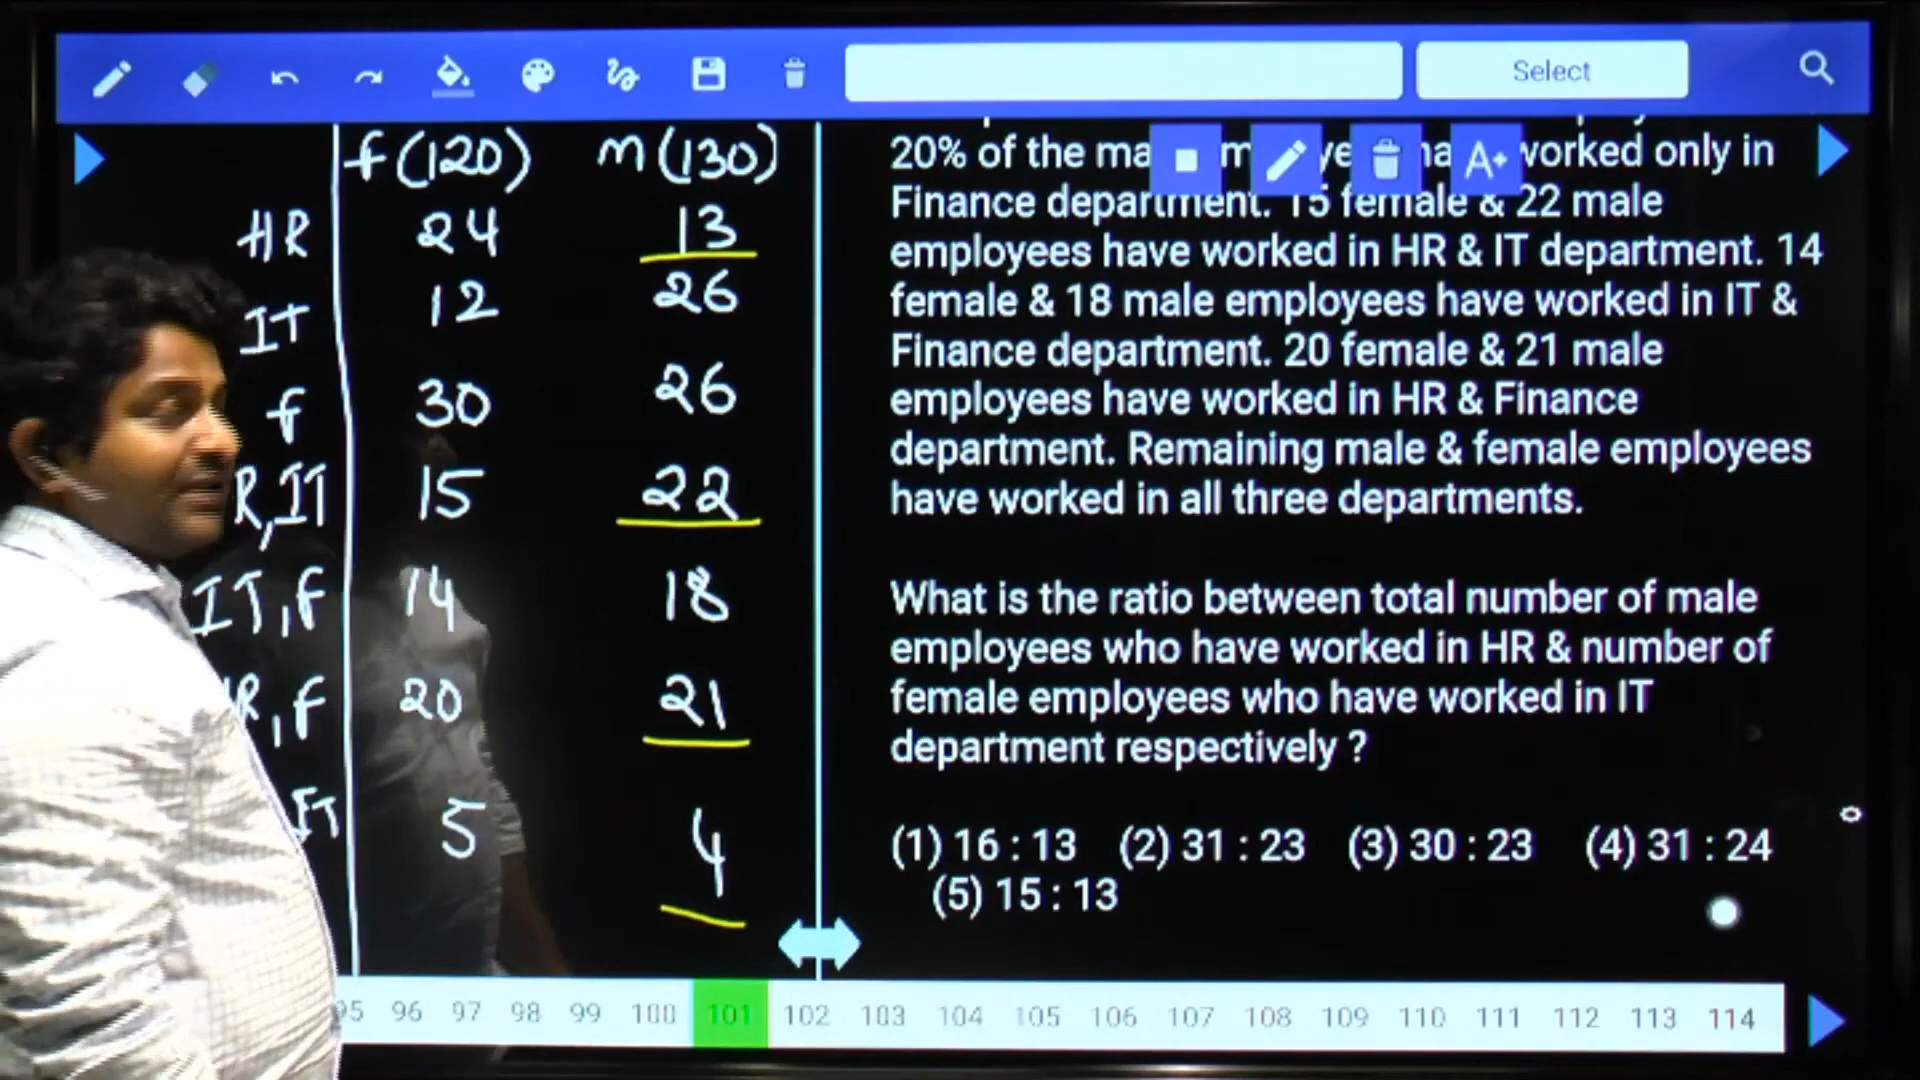 Select
f (120) m (130)
HR 24 13
IT 12 26
f 30 26
R, IT 15 22
IT, f 14 18
R, f 20 21
IT 5 4
20% of the worked only in
Finance department. 15 female & 22 male
employees have worked in HR & IT department. 14
female & 18 male employees have worked in IT &
Finance department. 20 female & 21 male
employees have worked in HR & Finance
department. Remaining male & female employees
have worked in all three departments.
What is the ratio between total number of male
employees who have worked in HR & number of
female employees who have worked in IT
department respectively ?
(1) 16 : 13 (2) 31 : 23 (3) 30 : 23 (4) 31 : 24
(5) 15 : 13
A+
95 96 97 98 99 100 101 102 103 104 105 106 107 108 109 110 111 112 113 114